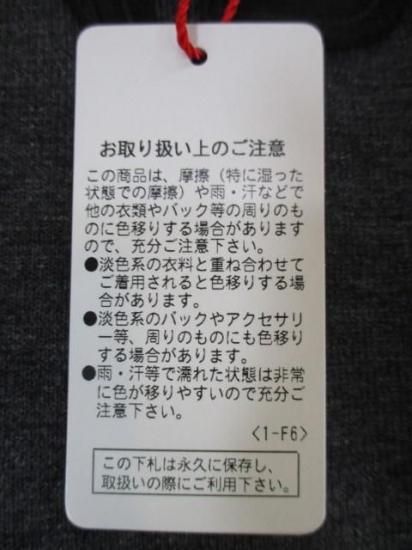 お取り扱い上のご注意
この商品は、摩擦（特に湿った
状態での摩擦）や雨・汗などで
他の衣類やバック等の周りのも
のに色移りする場合があります
ので、充分ご注意下さい。
●淡色系の衣料と重ね合わせて
ご着用されると色移りする場
合があります。
●淡色系のバックやアクセサリ
ー等、周りのものにも色移り
する場合があります。
●雨・汗等で濡れた状態は非常
に色が移りやすいので充分ご
注意下さい。
〈1-F6〉
この下札は永久に保存し、
取扱いの際にご利用下さい。